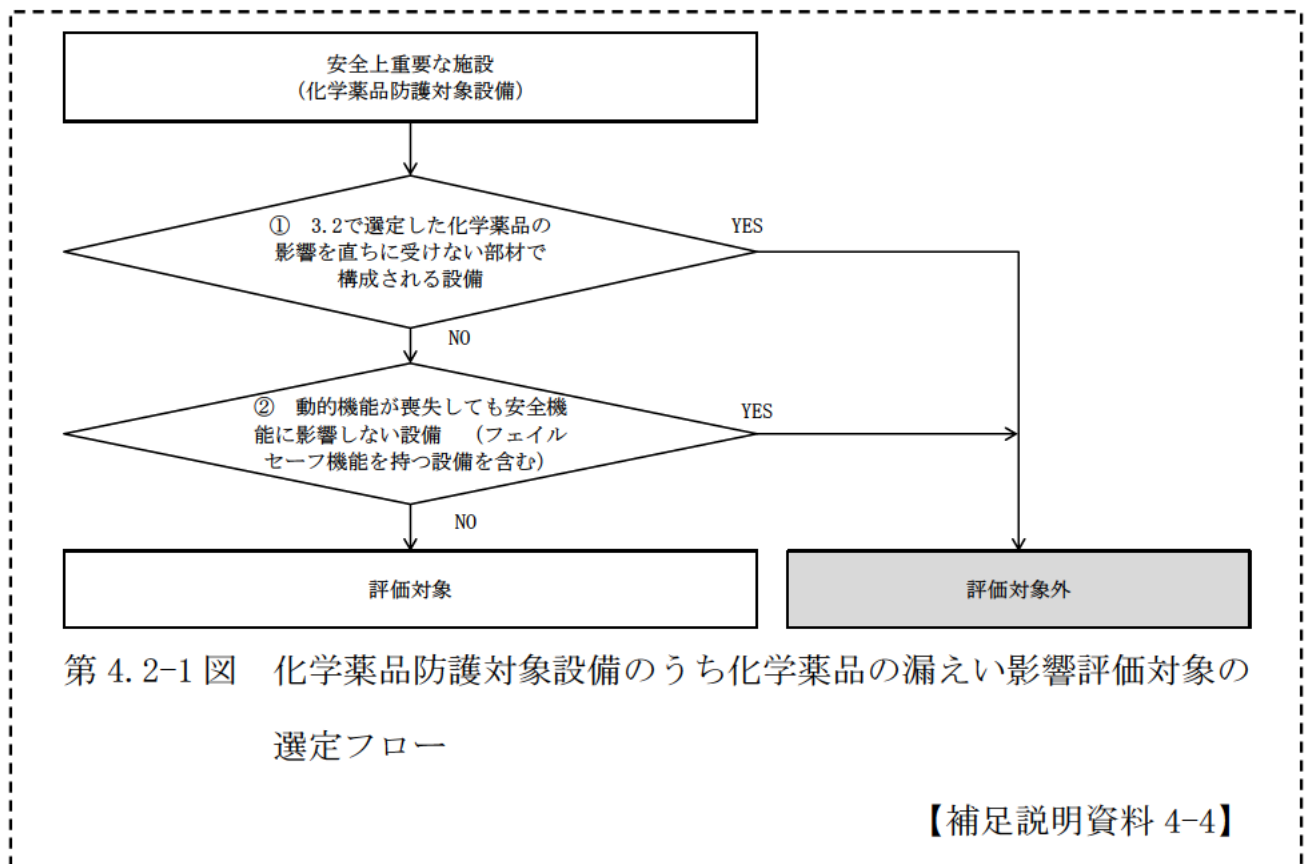 安全上重要な施設
(化学薬品防護対象設備)
① 3.2で選定した化学薬品の
影響を直ちに受けない部材で
構成される設備
YES
NO
② 動的機能が喪失しても安全機
能に影響しない設備 (フェイル
セーフ機能を持つ設備を含む)
YES
NO
評価対象
評価対象外
第 4.2-1 図 化学薬品防護対象設備のうち化学薬品の漏えい影響評価対象の
選定フロー
【補足説明資料 4-4】